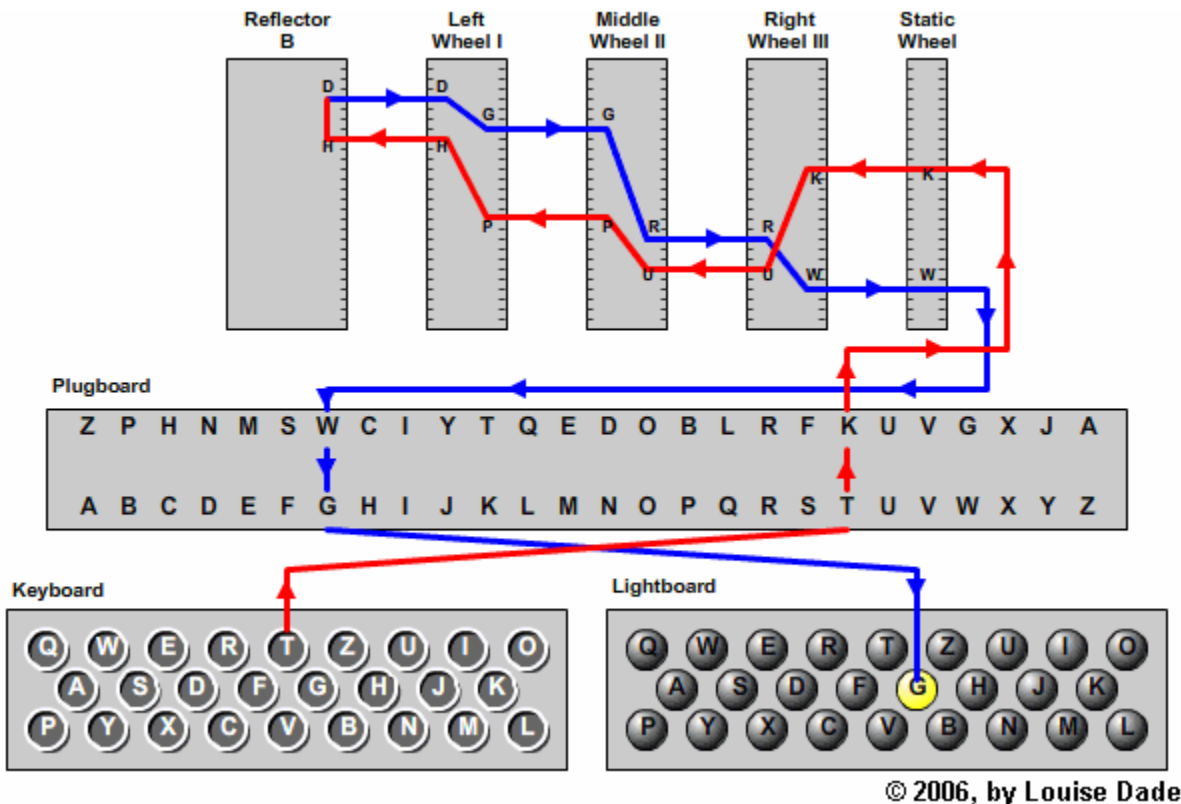 Reflector B
Left Wheel I
Middle Wheel II
Right Wheel III
Static Wheel
D D G G
H H K K
P P R R
U U W W
Plugboard
Z P H N M S W C I Y T Q E D O B L R F K U V G X J A
A B C D E F G H I J K L M N O P Q R S T U V W X Y Z
Keyboard
Q W E R T Z U I O
A S D F G H J K
P Y X C V B N M L
Lightboard
Q W E R T Z U I O
A S D F G H J K
P Y X C V B N M L
© 2006, by Louise Dade